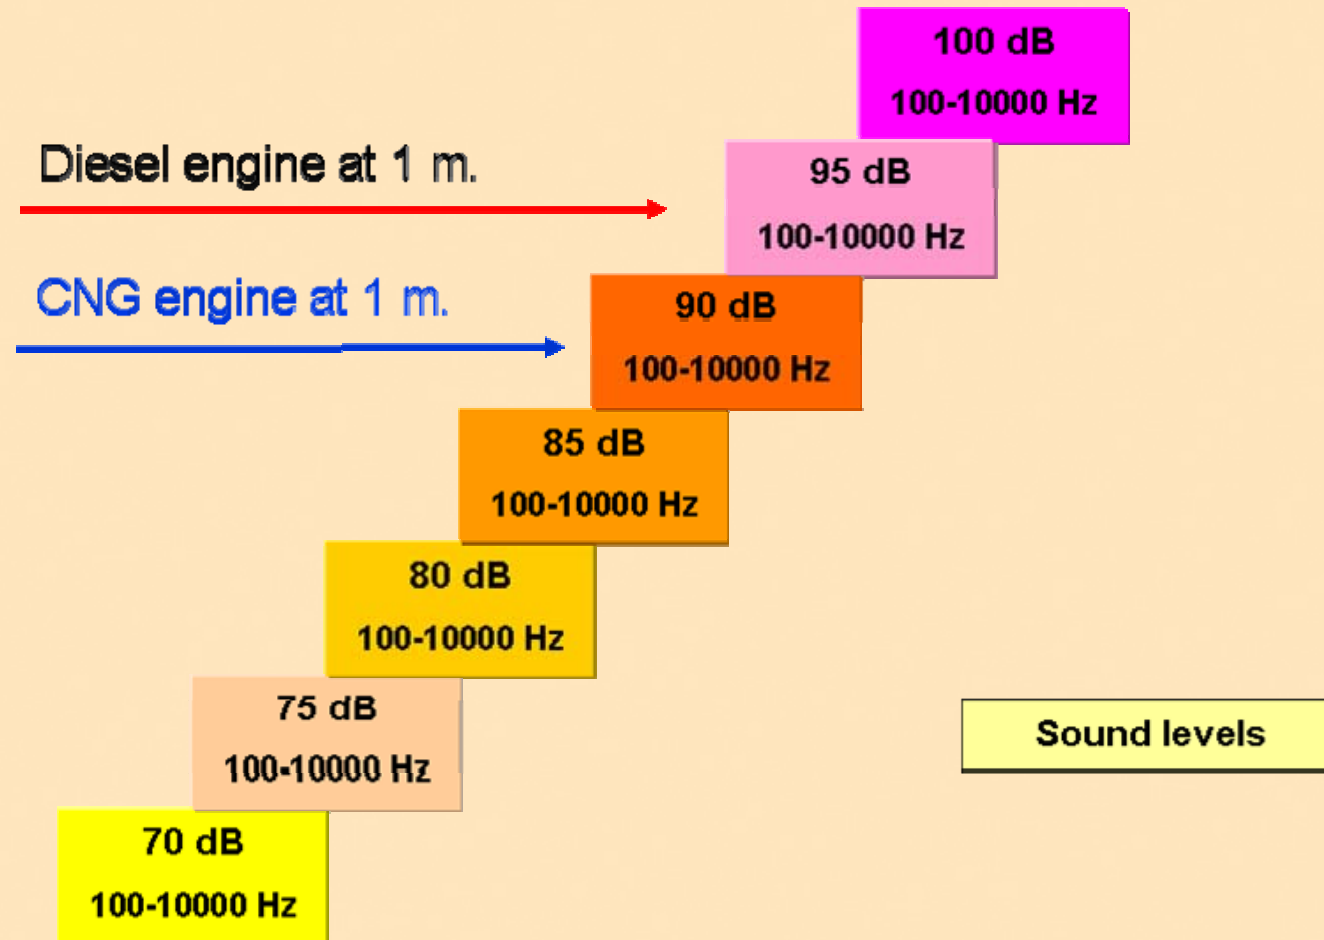 100 dB
100-10000 Hz
Diesel engine at 1 m.
95 dB
100-10000 Hz
CNG engine at 1 m.
90 dB
100-10000 Hz
85 dB
100-10000 Hz
80 dB
100-10000 Hz
75 dB
100-10000 Hz
Sound levels
70 dB
100-10000 Hz